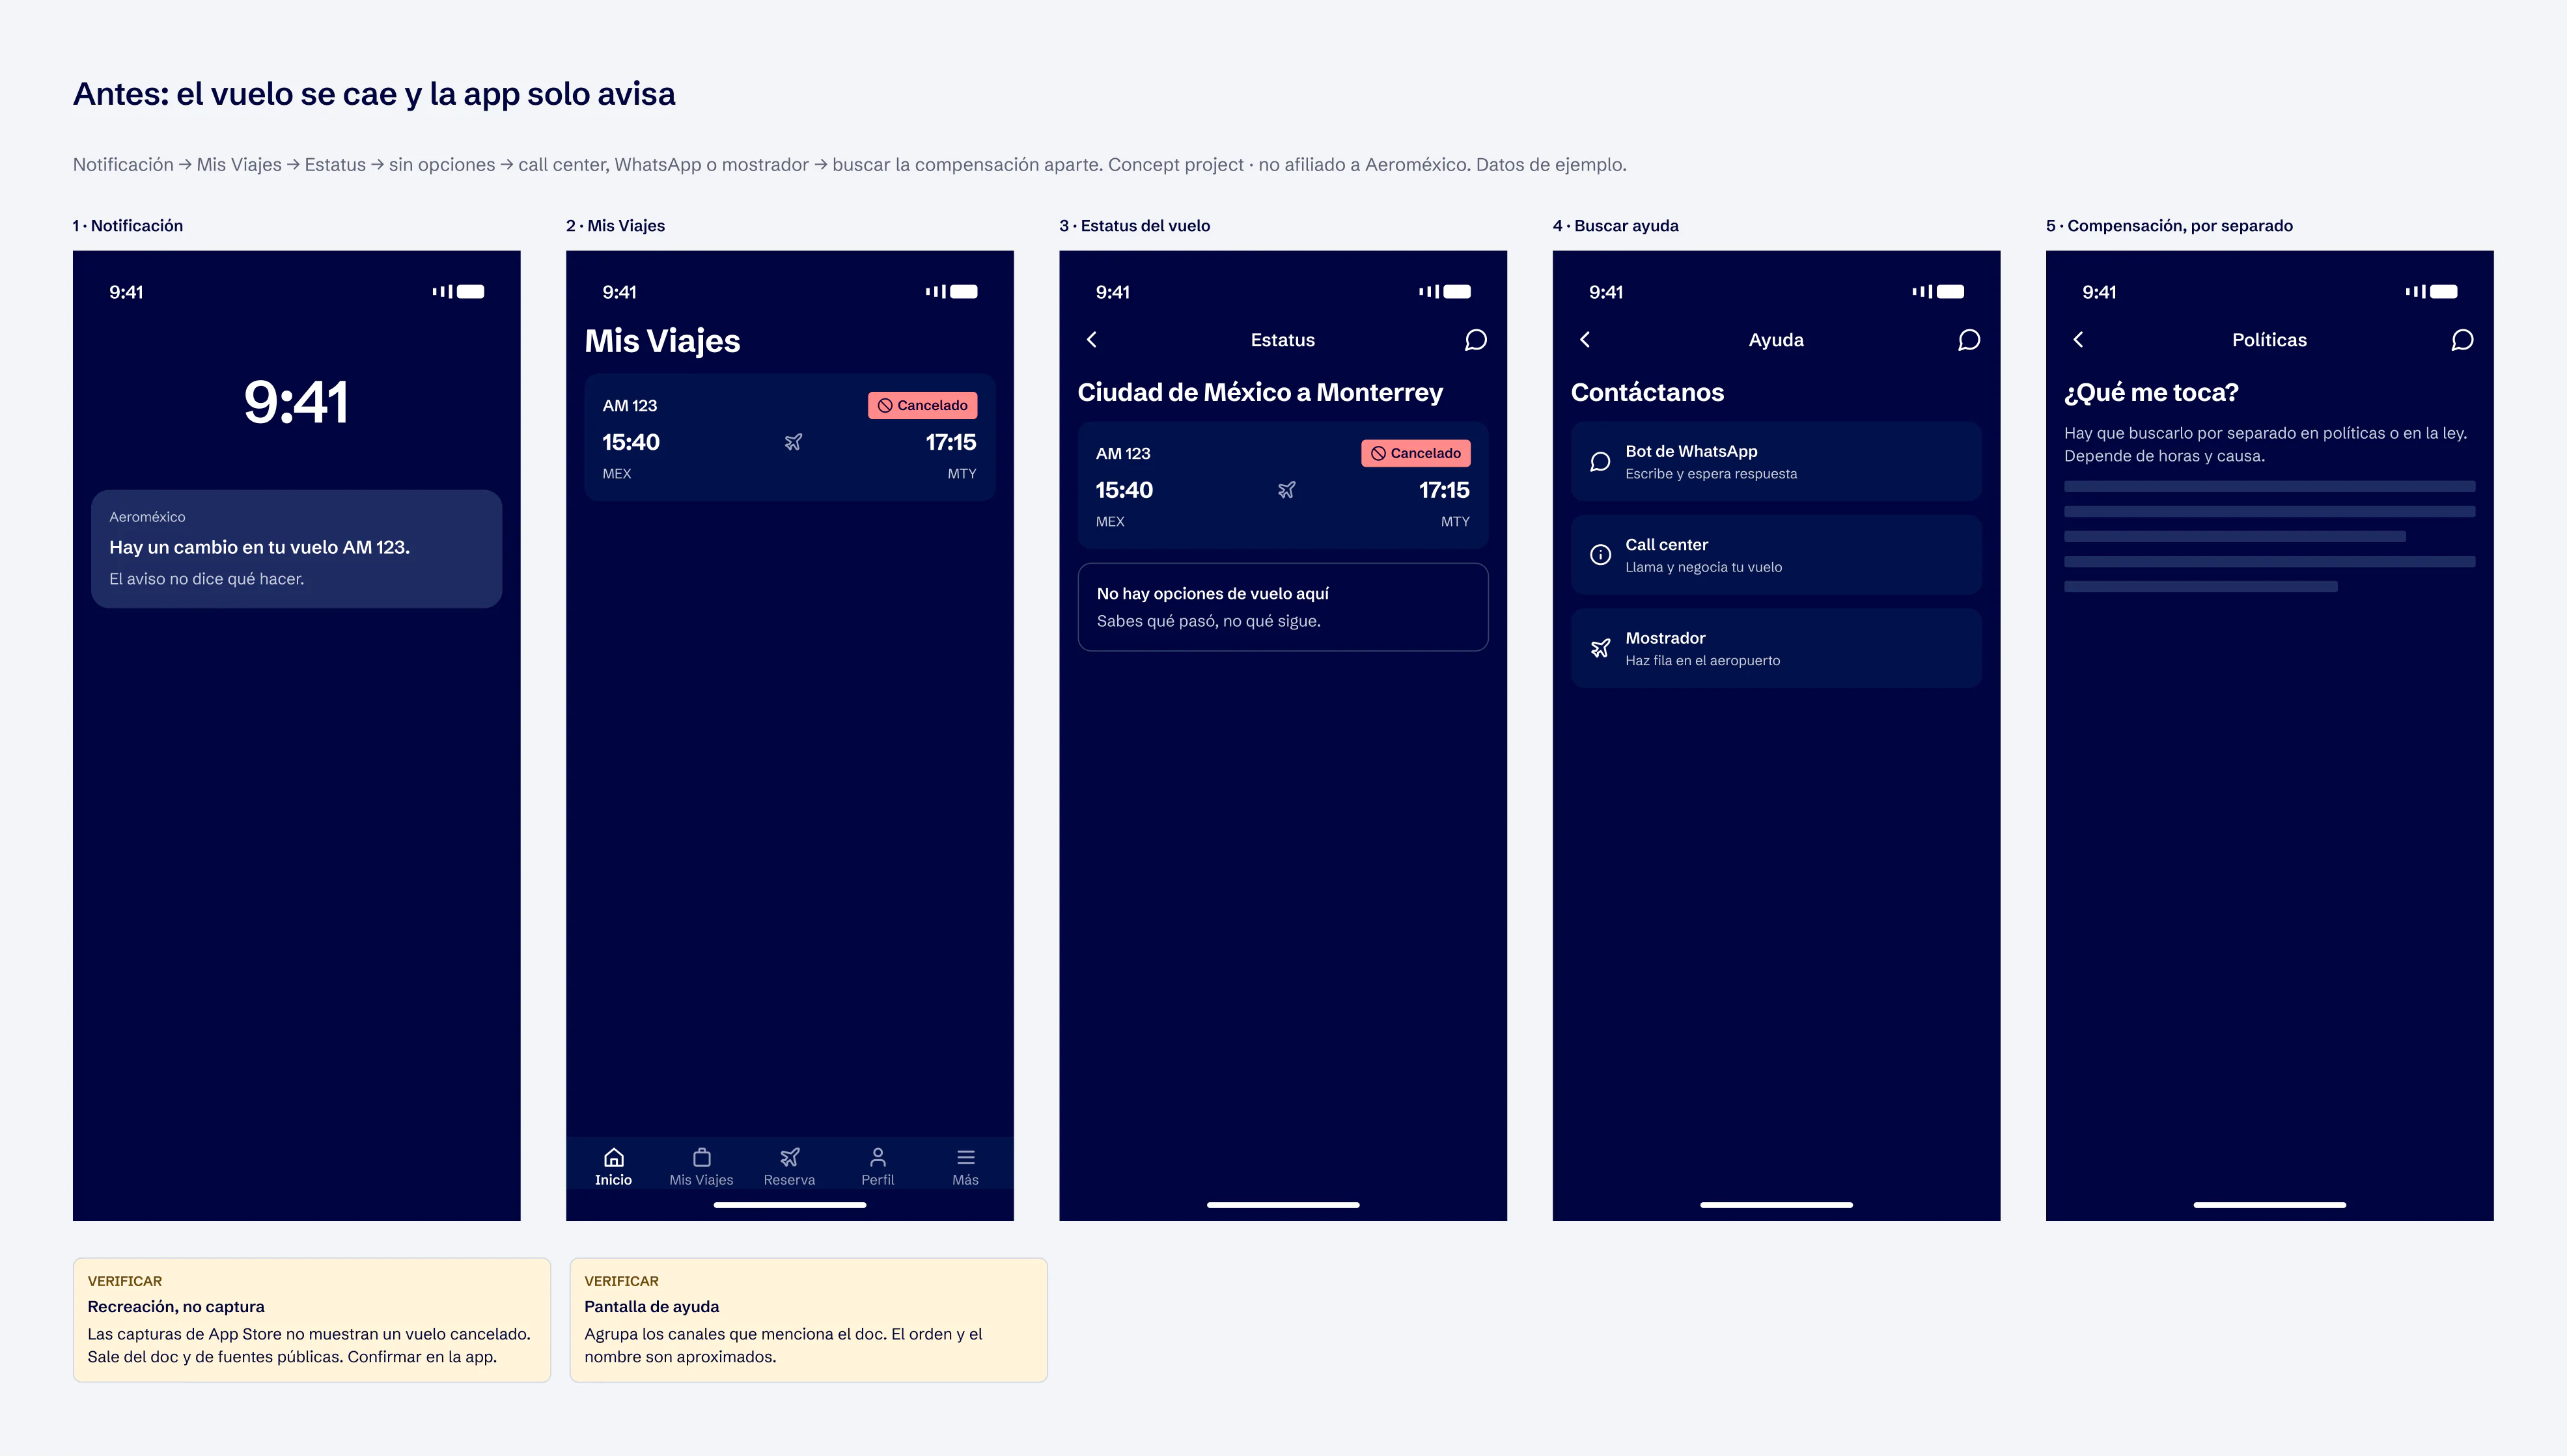 Antes: el vuelo se cae y la app solo avisa
Notificación → Mis Viajes → Estatus → sin opciones → call center, WhatsApp o mostrador → buscar la compensación aparte. Concept project · no afiliado a Aeroméxico. Datos de ejemplo.
1 · Notificación
9:41
9:41
Aeroméxico
Hay un cambio en tu vuelo AM 123.
El aviso no dice qué hacer.
2 · Mis Viajes
9:41
Mis Viajes
AM 123
Cancelado
15:40
17:15
MEX
MTY
Inicio
Mis Viajes
Reserva
Perfil
Más
3 · Estatus del vuelo
9:41
Estatus
Ciudad de México a Monterrey
AM 123
Cancelado
15:40
17:15
MEX
MTY
No hay opciones de vuelo aquí
Sabes qué pasó, no qué sigue.
4 · Buscar ayuda
9:41
Ayuda
Contáctanos
Bot de WhatsApp
Escribe y espera respuesta
Call center
Llama y negocia tu vuelo
Mostrador
Haz fila en el aeropuerto
5 · Compensación, por separado
9:41
Políticas
¿Qué me toca?
Hay que buscarlo por separado en políticas o en la ley.
Depende de horas y causa.
VERIFICAR
Recreación, no captura
Las capturas de App Store no muestran un vuelo cancelado.
Sale del doc y de fuentes públicas. Confirmar en la app.
VERIFICAR
Pantalla de ayuda
Agrupa los canales que menciona el doc. El orden y el
nombre son aproximados.